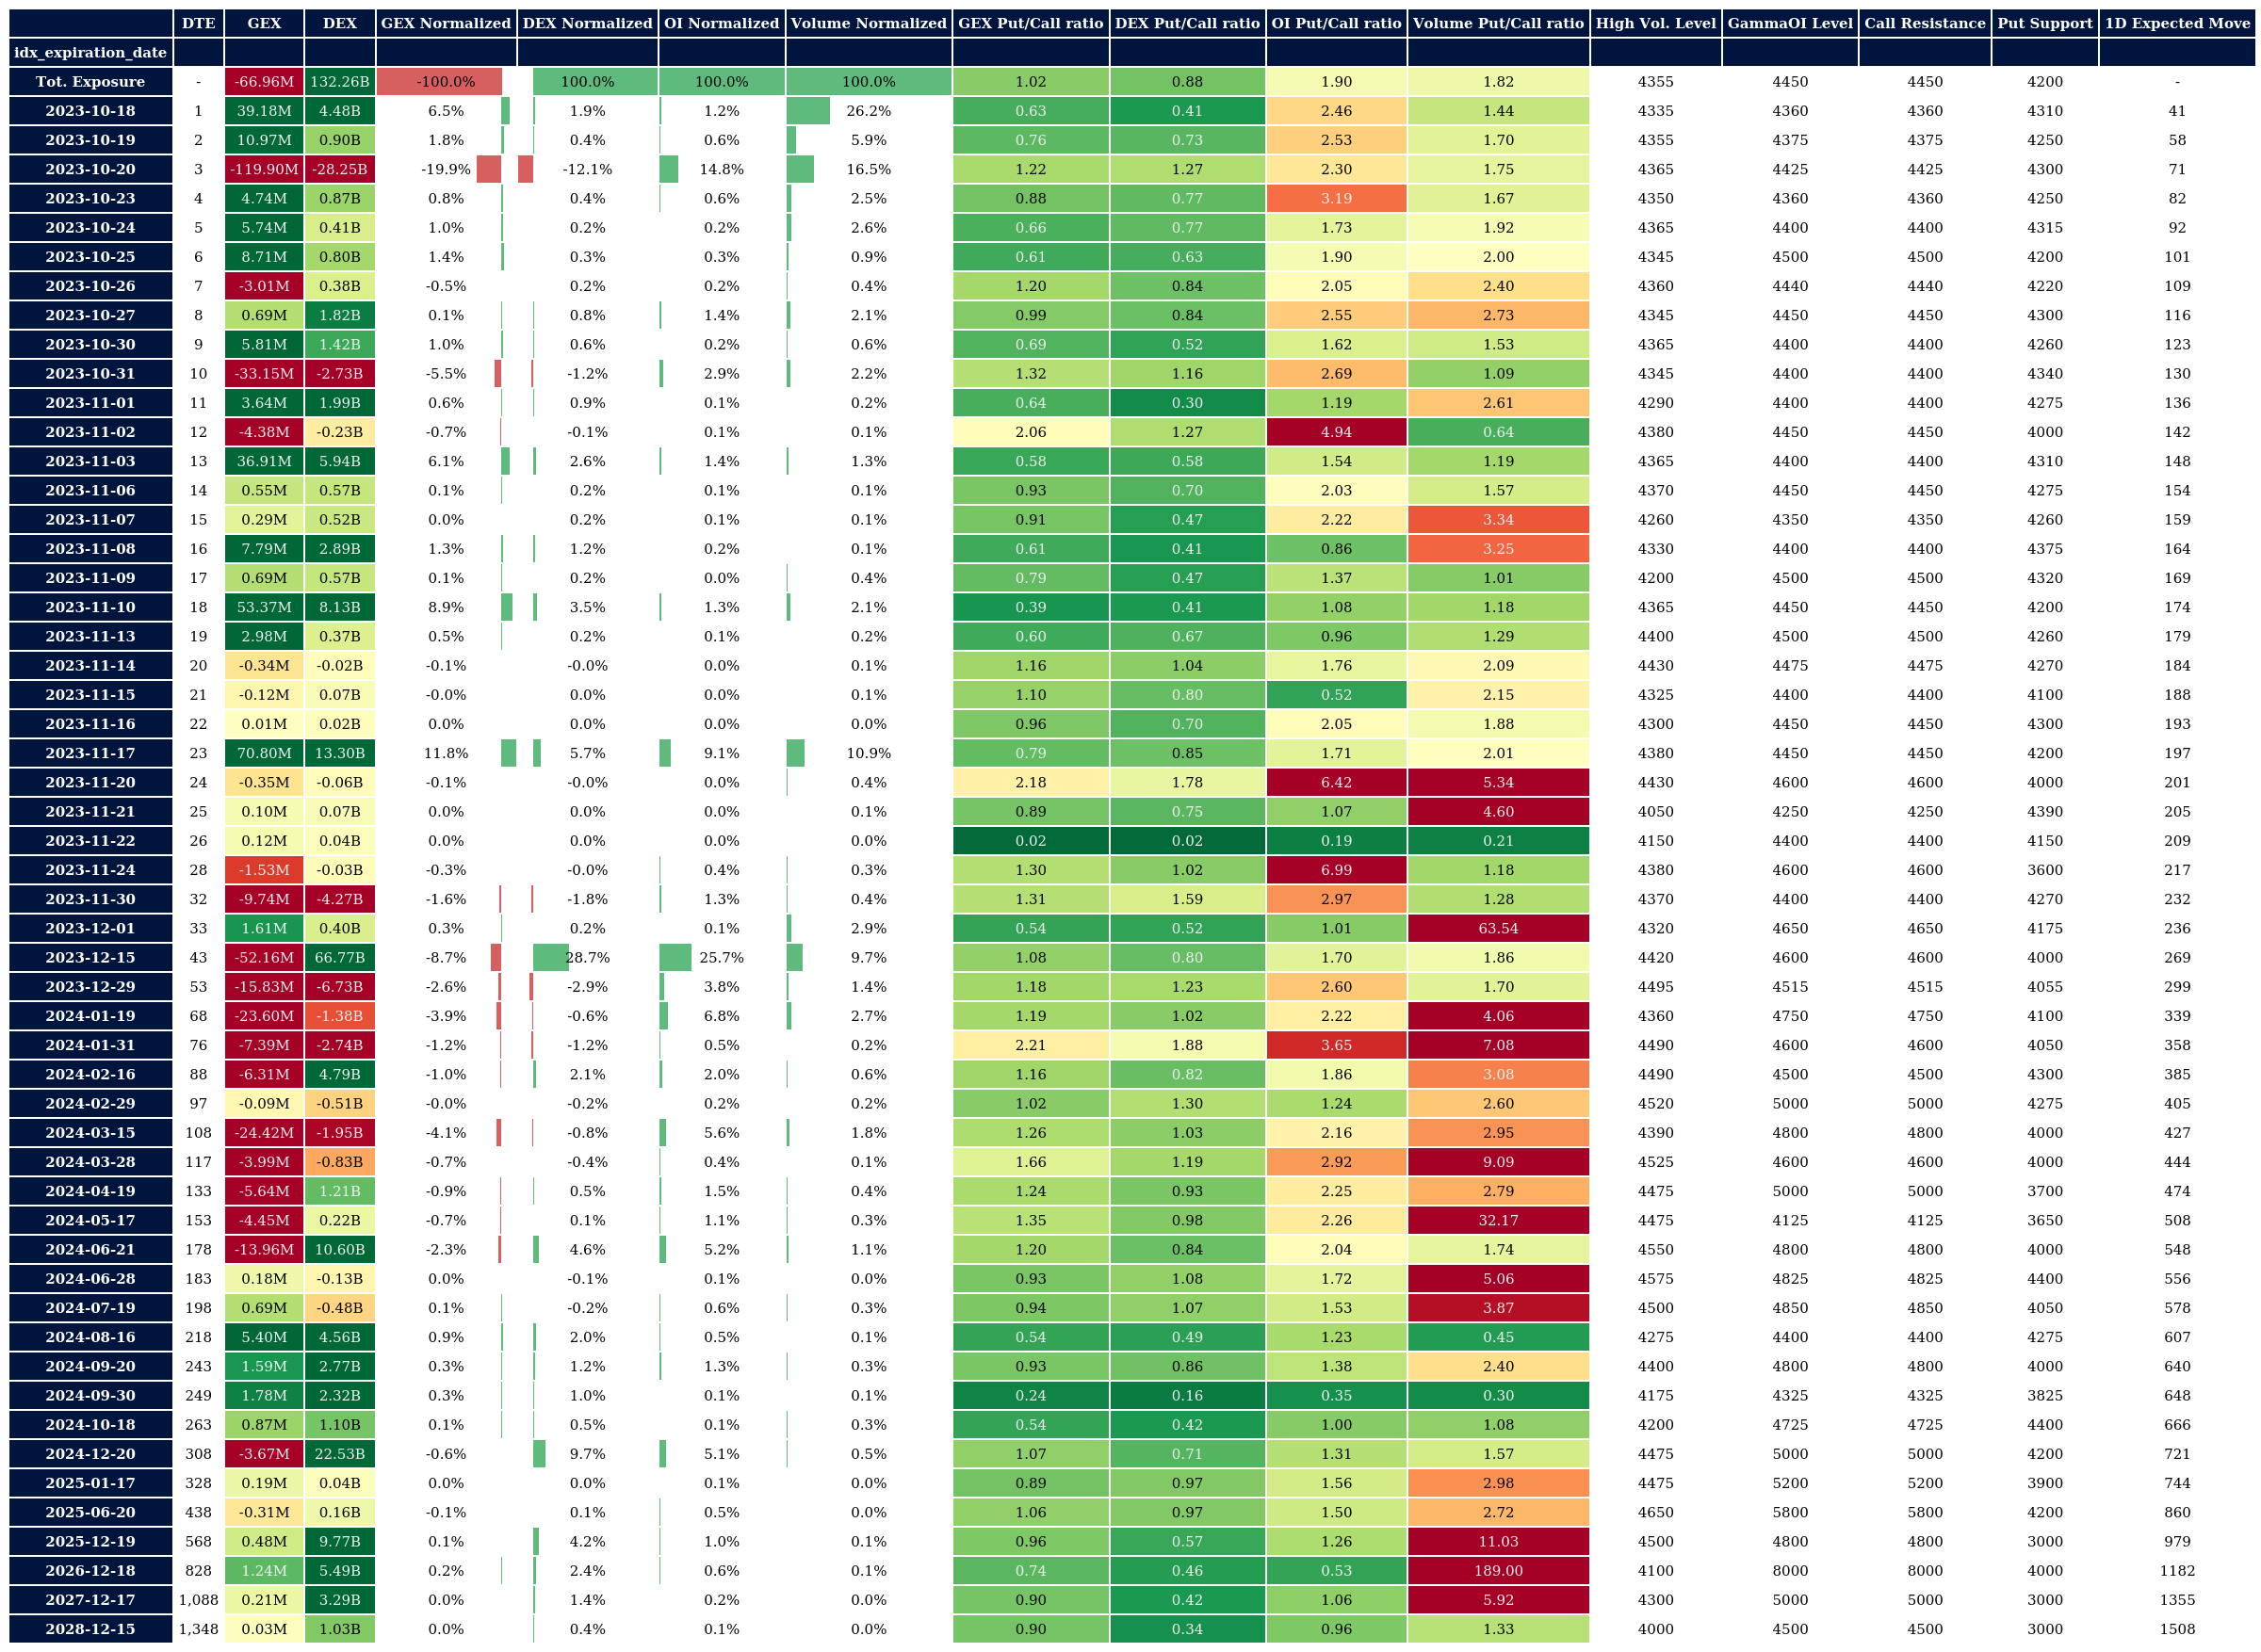 DTE GEX DEX GEX Normalized DEX Normalized OI Normalized Volume Normalized GEX Put/Call ratio DEX Put/Call ratio OI Put/Call ratio Volume Put/Call ratio High Vol. Level GammaOI Level Call Resistance Put Support 1D Expected Move
idx_expiration_date
Tot. Exposure - -66.96M 132.26B -100.0% 100.0% 100.0% 100.0% 1.02 0.88 1.90 1.82 4355 4450 4450 4200 -
2023-10-18 1 39.18M 4.48B 6.5% 1.9% 1.2% 26.2% 0.63 0.41 2.46 1.44 4335 4360 4360 4310 41
2023-10-19 2 10.97M 0.90B 1.8% 0.4% 0.6% 5.9% 0.76 0.73 2.53 1.70 4355 4375 4375 4250 58
2023-10-20 3 -119.90M -28.25B -19.9% -12.1% 14.8% 16.5% 1.22 1.27 2.30 1.75 4365 4425 4425 4300 71
2023-10-23 4 4.74M 0.87B 0.8% 0.4% 0.6% 2.5% 0.88 0.77 3.19 1.67 4350 4360 4360 4250 82
2023-10-24 5 5.74M 0.41B 1.0% 0.2% 0.2% 2.6% 0.66 0.77 1.73 1.92 4365 4400 4400 4315 92
2023-10-25 6 8.71M 0.80B 1.4% 0.3% 0.3% 0.9% 0.61 0.63 1.90 2.00 4345 4500 4500 4200 101
2023-10-26 7 -3.01M 0.38B -0.5% 0.2% 0.2% 0.4% 1.20 0.84 2.05 2.40 4360 4440 4440 4220 109
2023-10-27 8 0.69M 1.82B 0.1% 0.8% 1.4% 2.1% 0.99 0.84 2.55 2.73 4345 4450 4450 4300 116
2023-10-30 9 5.81M 1.42B 1.0% 0.6% 0.2% 0.6% 0.69 0.52 1.62 1.53 4365 4400 4400 4260 123
2023-10-31 10 -33.15M -2.73B -5.5% -1.2% 2.9% 2.2% 1.32 1.16 2.69 1.09 4345 4400 4400 4340 130
2023-11-01 11 3.64M 1.99B 0.6% 0.9% 0.1% 0.2% 0.64 0.30 1.19 2.61 4290 4400 4400 4275 136
2023-11-02 12 -4.38M -0.23B -0.7% -0.1% 0.1% 0.1% 2.06 1.27 4.94 0.64 4380 4450 4450 4000 142
2023-11-03 13 36.91M 5.94B 6.1% 2.6% 1.4% 1.3% 0.58 0.58 1.54 1.19 4365 4400 4400 4310 148
2023-11-06 14 0.55M 0.57B 0.1% 0.2% 0.1% 0.1% 0.93 0.70 2.03 1.57 4370 4450 4450 4275 154
2023-11-07 15 0.29M 0.52B 0.0% 0.2% 0.1% 0.1% 0.91 0.47 2.22 3.34 4260 4350 4350 4260 159
2023-11-08 16 7.79M 2.89B 1.3% 1.2% 0.2% 0.1% 0.61 0.41 0.86 3.25 4330 4400 4400 4375 164
2023-11-09 17 0.69M 0.57B 0.1% 0.2% 0.0% 0.4% 0.79 0.47 1.37 1.01 4200 4500 4500 4320 169
2023-11-10 18 53.37M 8.13B 8.9% 3.5% 1.3% 2.1% 0.39 0.41 1.08 1.18 4365 4450 4450 4200 174
2023-11-13 19 2.98M 0.37B 0.5% 0.2% 0.1% 0.2% 0.60 0.67 0.96 1.29 4400 4500 4500 4260 179
2023-11-14 20 -0.34M -0.02B -0.1% -0.0% 0.0% 0.1% 1.16 1.04 1.76 2.09 4430 4475 4475 4270 184
2023-11-15 21 -0.12M 0.07B -0.0% 0.0% 0.0% 0.1% 1.10 0.80 0.52 2.15 4325 4400 4400 4100 188
2023-11-16 22 0.01M 0.02B 0.0% 0.0% 0.0% 0.0% 0.96 0.70 2.05 1.88 4300 4450 4450 4300 193
2023-11-17 23 70.80M 13.30B 11.8% 5.7% 9.1% 10.9% 0.79 0.85 1.71 2.01 4380 4450 4450 4200 197
2023-11-20 24 -0.35M -0.06B -0.1% -0.0% 0.0% 0.4% 2.18 1.78 6.42 5.34 4430 4600 4600 4000 201
2023-11-21 25 0.10M 0.07B 0.0% 0.0% 0.0% 0.1% 0.89 0.75 1.07 4.60 4050 4250 4250 4390 205
2023-11-22 26 0.12M 0.04B 0.0% 0.0% 0.0% 0.0% 0.02 0.02 0.19 0.21 4150 4400 4400 4150 209
2023-11-24 28 -1.53M -0.03B -0.3% -0.0% 0.4% 0.3% 1.30 1.02 6.99 1.18 4380 4600 4600 3600 217
2023-11-30 32 -9.74M -4.27B -1.6% -1.8% 1.3% 0.4% 1.31 1.59 2.97 1.28 4370 4400 4400 4270 232
2023-12-01 33 1.61M 0.40B 0.3% 0.2% 0.1% 2.9% 0.54 0.52 1.01 63.54 4320 4650 4650 4175 236
2023-12-15 43 -52.16M 66.77B -8.7% 28.7% 25.7% 9.7% 1.08 0.80 1.70 1.86 4420 4600 4600 4000 269
2023-12-29 53 -15.83M -6.73B -2.6% -2.9% 3.8% 1.4% 1.18 1.23 2.60 1.70 4495 4515 4515 4055 299
2024-01-19 68 -23.60M -1.38B -3.9% -0.6% 6.8% 2.7% 1.19 1.02 2.22 4.06 4360 4750 4750 4100 339
2024-01-31 76 -7.39M -2.74B -1.2% -1.2% 0.5% 0.2% 2.21 1.88 3.65 7.08 4490 4600 4600 4050 358
2024-02-16 88 -6.31M 4.79B -1.0% 2.1% 2.0% 0.6% 1.16 0.82 1.86 3.08 4490 4500 4500 4300 385
2024-02-29 97 -0.09M -0.51B -0.0% -0.2% 0.2% 0.2% 1.02 1.30 1.24 2.60 4520 5000 5000 4275 405
2024-03-15 108 -24.42M -1.95B -4.1% -0.8% 5.6% 1.8% 1.26 1.03 2.16 2.95 4390 4800 4800 4000 427
2024-03-28 117 -3.99M -0.83B -0.7% -0.4% 0.4% 0.1% 1.66 1.19 2.92 9.09 4525 4600 4600 4000 444
2024-04-19 133 -5.64M 1.21B -0.9% 0.5% 1.5% 0.4% 1.24 0.93 2.25 2.79 4475 5000 5000 3700 474
2024-05-17 153 -4.45M 0.22B -0.7% 0.1% 1.1% 0.3% 1.35 0.98 2.26 32.17 4475 4125 4125 3650 508
2024-06-21 178 -13.96M 10.60B -2.3% 4.6% 5.2% 1.1% 1.20 0.84 2.04 1.74 4550 4800 4800 4000 548
2024-06-28 183 0.18M -0.13B 0.0% -0.1% 0.1% 0.0% 0.93 1.08 1.72 5.06 4575 4825 4825 4400 556
2024-07-19 198 0.69M -0.48B 0.1% -0.2% 0.6% 0.3% 0.94 1.07 1.53 3.87 4500 4850 4850 4050 578
2024-08-16 218 5.40M 4.56B 0.9% 2.0% 0.5% 0.1% 0.54 0.49 1.23 0.45 4275 4400 4400 4275 607
2024-09-20 243 1.59M 2.77B 0.3% 1.2% 1.3% 0.3% 0.93 0.86 1.38 2.40 4400 4800 4800 4000 640
2024-09-30 249 1.78M 2.32B 0.3% 1.0% 0.1% 0.1% 0.24 0.16 0.35 0.30 4175 4325 4325 3825 648
2024-10-18 263 0.87M 1.10B 0.1% 0.5% 0.1% 0.3% 0.54 0.42 1.00 1.08 4200 4725 4725 4400 666
2024-12-20 308 -3.67M 22.53B -0.6% 9.7% 5.1% 0.5% 1.07 0.71 1.31 1.57 4475 5000 5000 4200 721
2025-01-17 328 0.19M 0.04B 0.0% 0.0% 0.1% 0.0% 0.89 0.97 1.56 2.98 4475 5200 5200 3900 744
2025-06-20 438 -0.31M 0.16B -0.1% 0.1% 0.5% 0.0% 1.06 0.97 1.50 2.72 4650 5800 5800 4200 860
2025-12-19 568 0.48M 9.77B 0.1% 4.2% 1.0% 0.1% 0.96 0.57 1.26 11.03 4500 4800 4800 3000 979
2026-12-18 828 1.24M 5.49B 0.2% 2.4% 0.6% 0.1% 0.74 0.46 0.53 189.00 4100 8000 8000 4000 1182
2027-12-17 1,088 0.21M 3.29B 0.0% 1.4% 0.2% 0.0% 0.90 0.42 1.06 5.92 4300 5000 5000 3000 1355
2028-12-15 1,348 0.03M 1.03B 0.0% 0.4% 0.1% 0.0% 0.90 0.34 0.96 1.33 4000 4500 4500 3000 1508